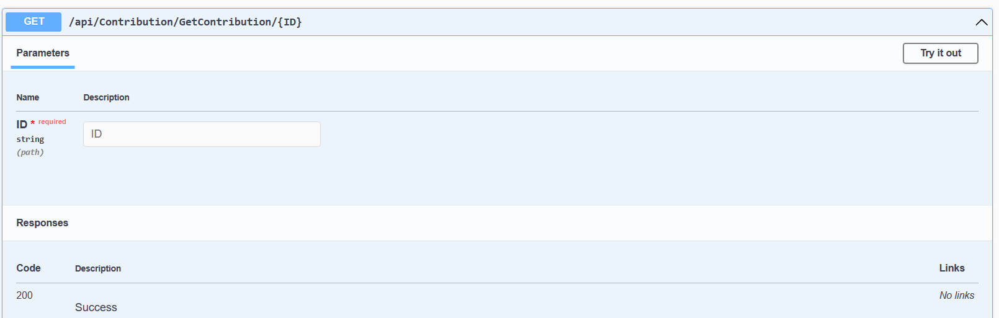 GET /api/Contribution/GetContribution/{ID}
Parameters
Try it out
Name Description
ID * required
string
(path)
ID
Responses
Code Description Links
200 No links
Success